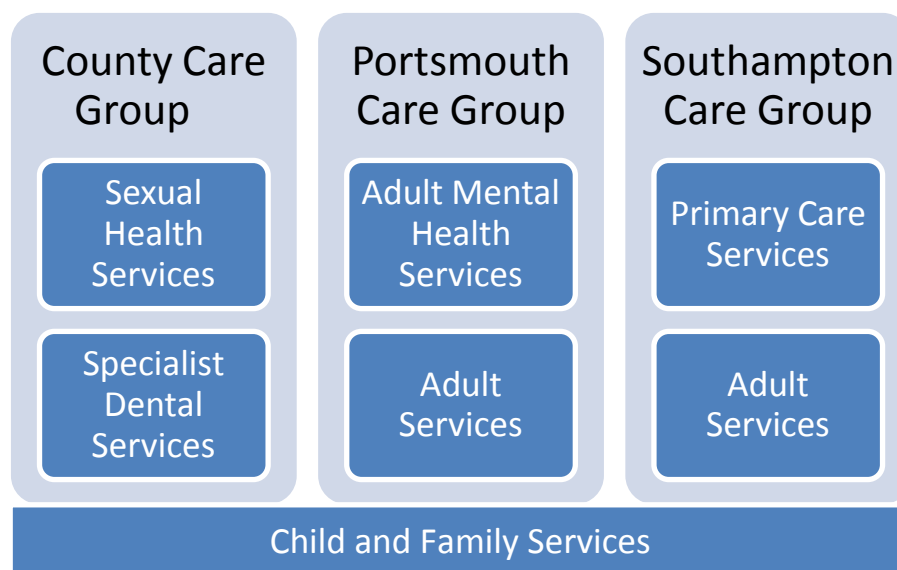 County Care
Group
Sexual
Health
Services
Specialist
Dental
Services
Portsmouth
Care Group
Adult Mental
Health
Services
Adult
Services
Southampton
Care Group
Primary Care
Services
Adult
Services
Child and Family Services